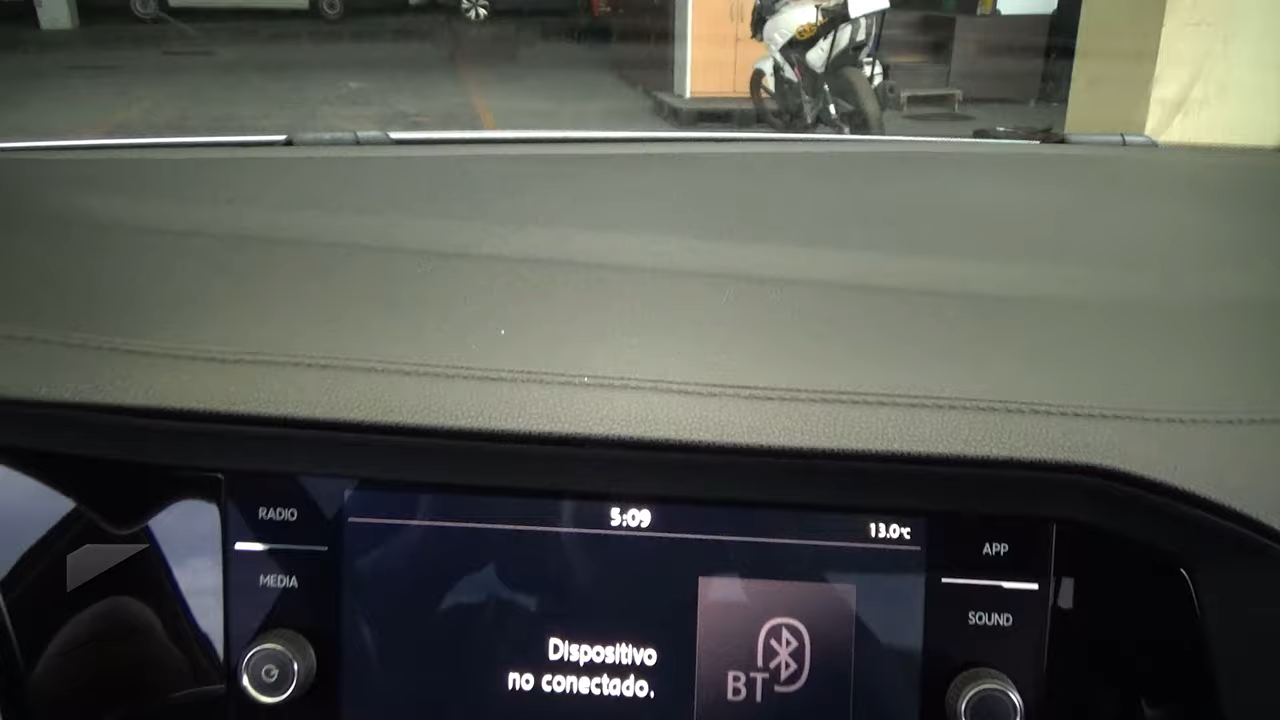 5:09
13.0°C
RADIO
MEDIA
APP
SOUND
Dispositivo
no conectado.
BT